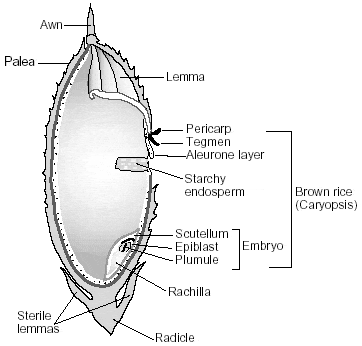 Awn
Palea
Lemma
Pericarp
Tegmen
Aleurone layer
Starchy
endosperm
Brown rice
(Caryopsis)
Scutellum
Epiblast
Plumule
Embryo
Rachilla
Sterile
lemmas
Radicle